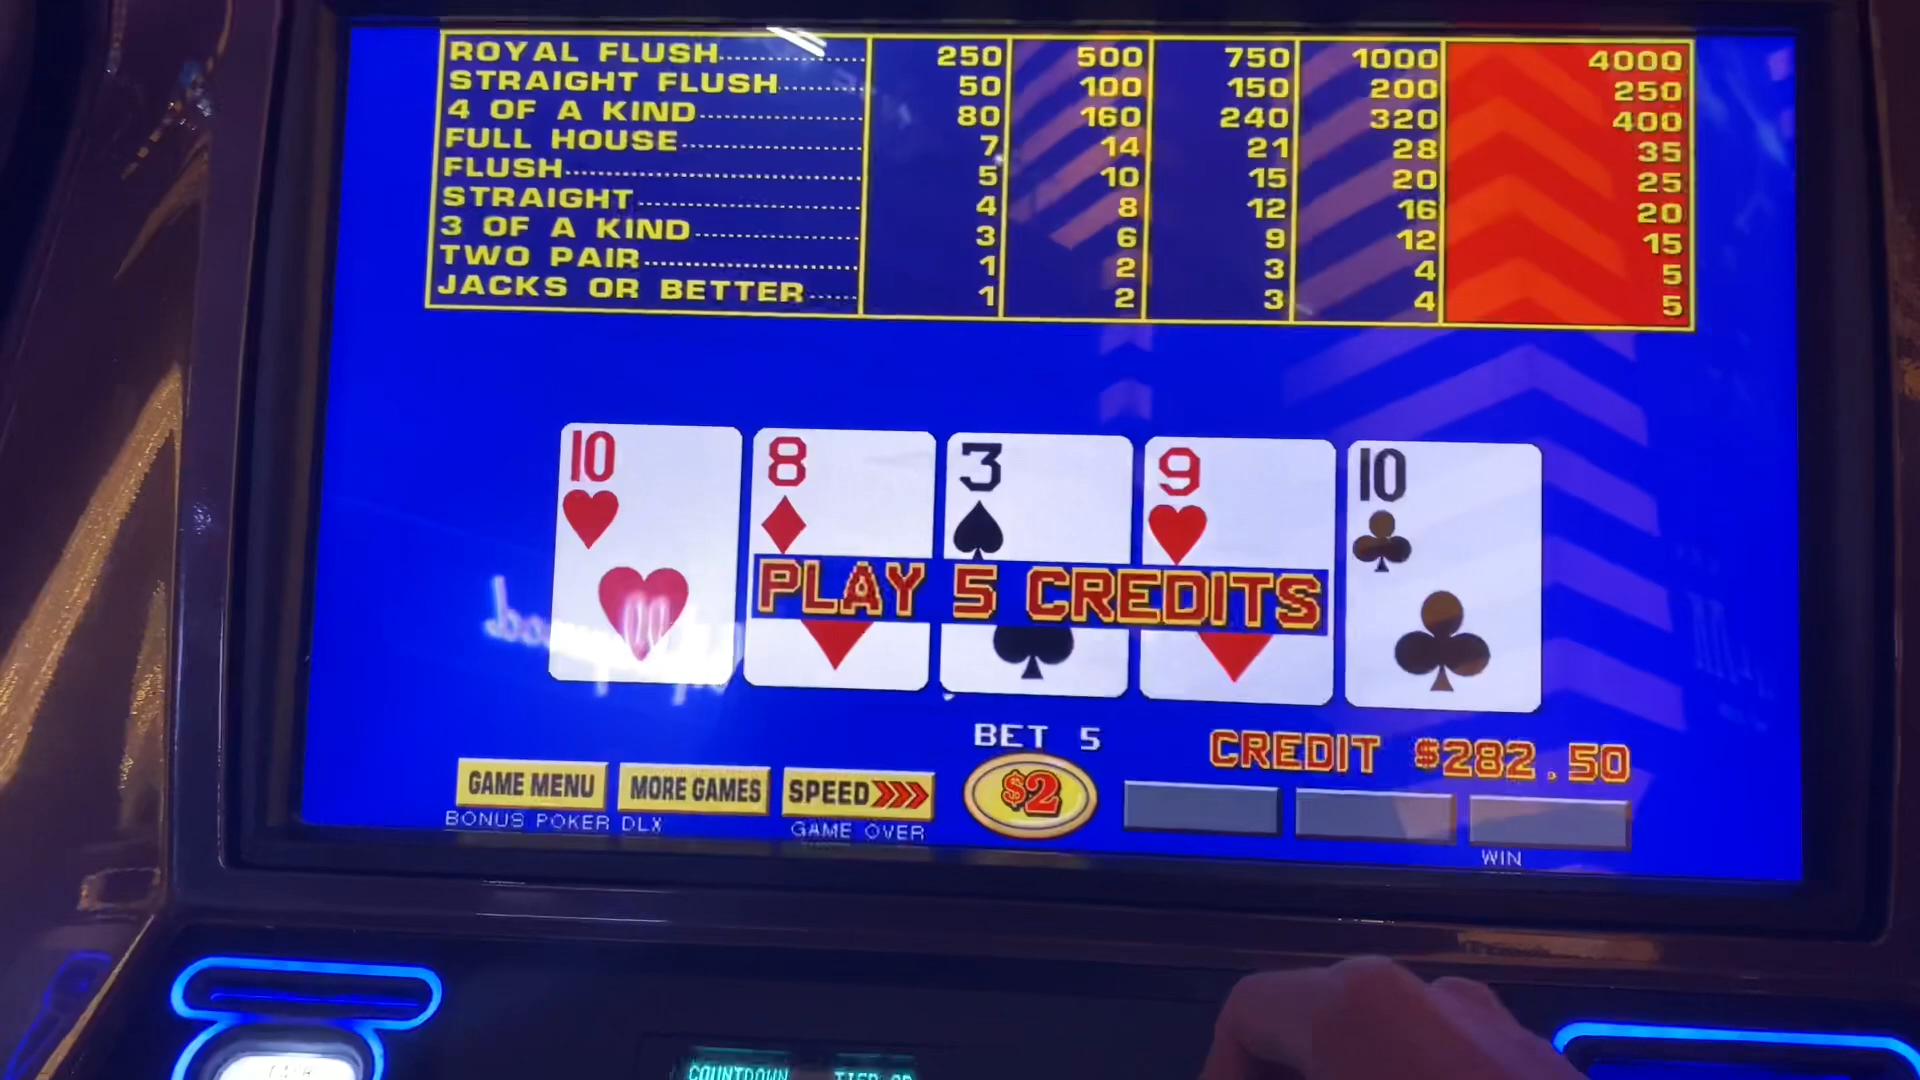 ROYAL FLUSH 250 500 750 1000 4000
STRAIGHT FLUSH 50 100 150 200 250
4 OF A KIND 80 160 240 320 400
FULL HOUSE 7 14 21 28 35
FLUSH 5 10 15 20 25
STRAIGHT 4 8 12 16 20
3 OF A KIND 3 6 9 12 15
TWO PAIR 1 2 3 4 5
JACKS OR BETTER 1 2 3 4 5
10 8 3 9 10
PLAY 5 CREDITS
BET 5
CREDIT $282.50
GAME MENU MORE GAMES SPEED $2
BONUS POKER DLX GAME OVER
WIN
COUNTDOWN